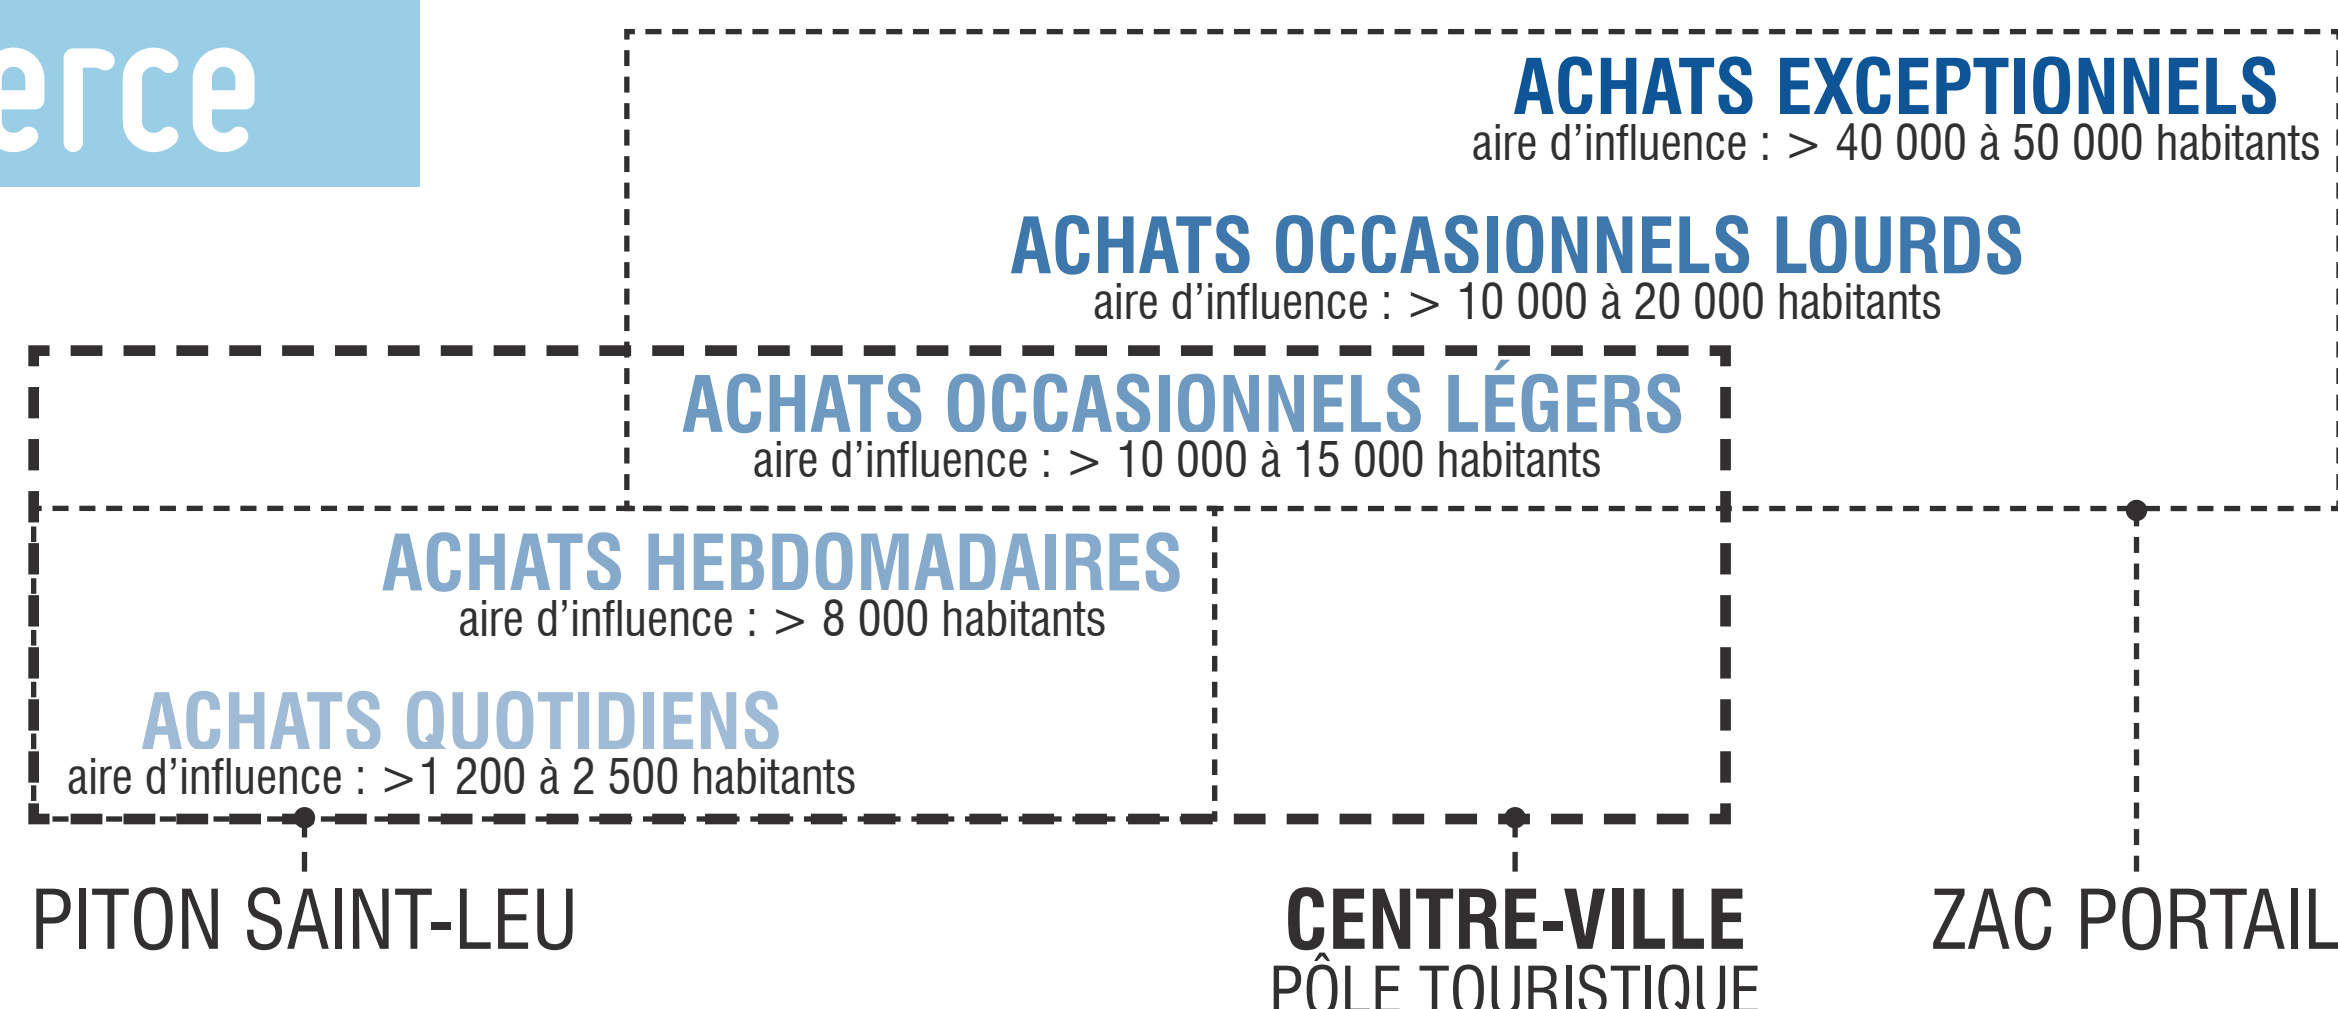 erce
ACHATS EXCEPTIONNELS
aire d’influence : > 40 000 à 50 000 habitants
ACHATS OCCASIONNELS LOURDS
aire d’influence : > 10 000 à 20 000 habitants
ACHATS OCCASIONNELS LÉGERS
aire d’influence : > 10 000 à 15 000 habitants
ACHATS HEBDOMADAIRES
aire d’influence : > 8 000 habitants
ACHATS QUOTIDIENS
aire d’influence : >1 200 à 2 500 habitants
PITON SAINT-LEU
CENTRE-VILLE
PÔLE TOURISTIQUE
ZAC PORTAIL